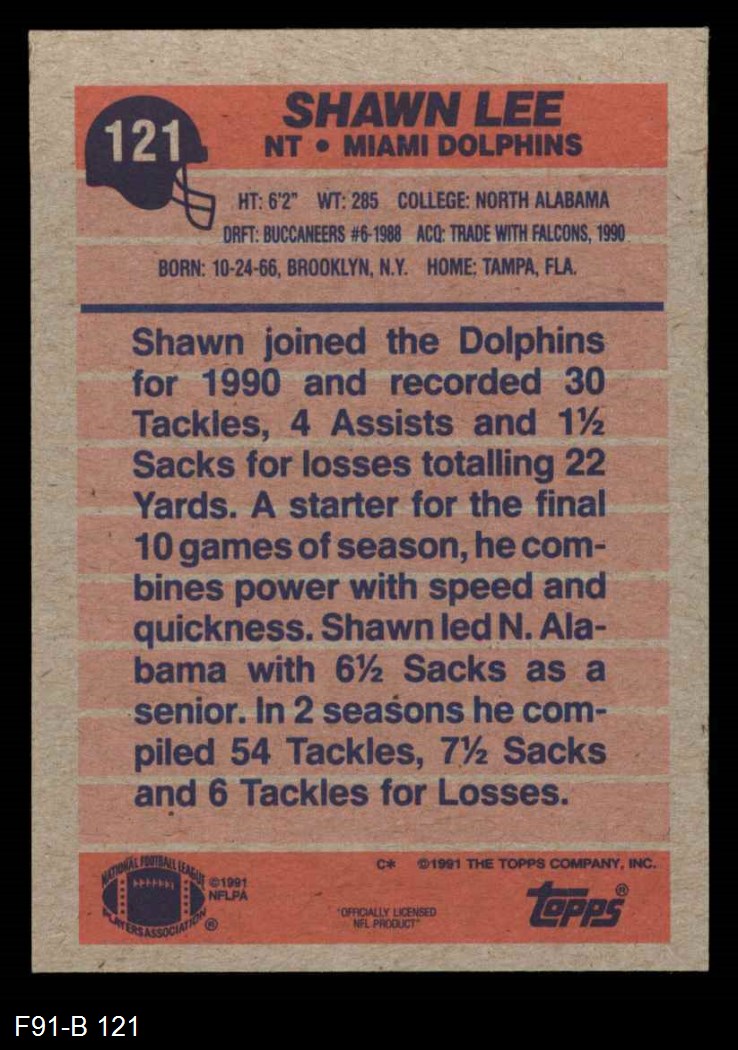 121
SHAWN LEE
NT • MIAMI DOLPHINS
HT: 6'2" WT: 285 COLLEGE: NORTH ALABAMA
DRFT: BUCCANEERS #6-1988 ACQ: TRADE WITH FALCONS, 1990
BORN: 10-24-66, BROOKLYN, N.Y. HOME: TAMPA, FLA.
Shawn joined the Dolphins
for 1990 and recorded 30
Tackles, 4 Assists and 1½
Sacks for losses totalling 22
Yards. A starter for the final
10 games of season, he com-
bines power with speed and
quickness. Shawn led N. Ala-
bama with 6½ Sacks as a
senior. In 2 seasons he com-
piled 54 Tackles, 7½ Sacks
and 6 Tackles for Losses.
NATIONAL FOOTBALL LEAGUE
PLAYERS ASSOCIATION ®
©1991
NFLPA
C* ©1991 THE TOPPS COMPANY, INC.
"OFFICIALLY LICENSED
NFL PRODUCT"
topps®
F91-B 121